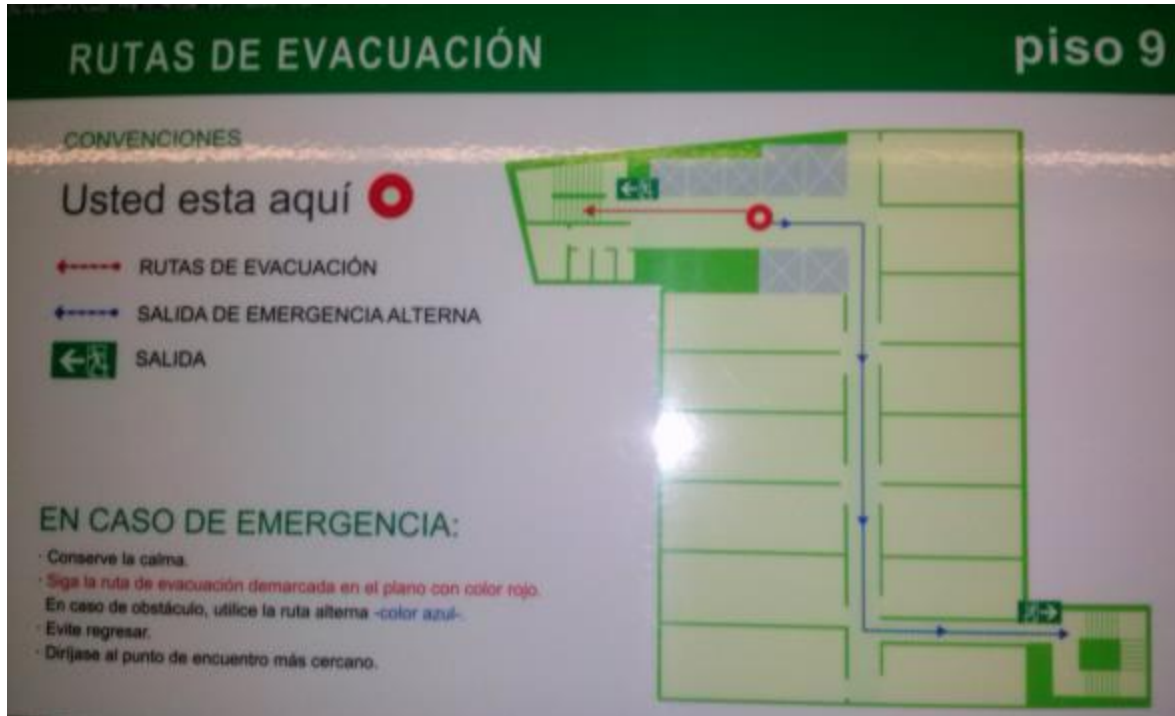 RUTAS DE EVACUACIÓN
piso 9
CONVENCIONES
Usted esta aquí
RUTAS DE EVACUACIÓN
SALIDA DE EMERGENCIA ALTERNA
SALIDA
EN CASO DE EMERGENCIA:
· Conserve la calma.
· Siga la ruta de evacuación demarcada en el plano con color rojo.
En caso de obstáculo, utilice la ruta alterna -color azul-.
· Evite regresar.
· Diríjase al punto de encuentro más cercano.